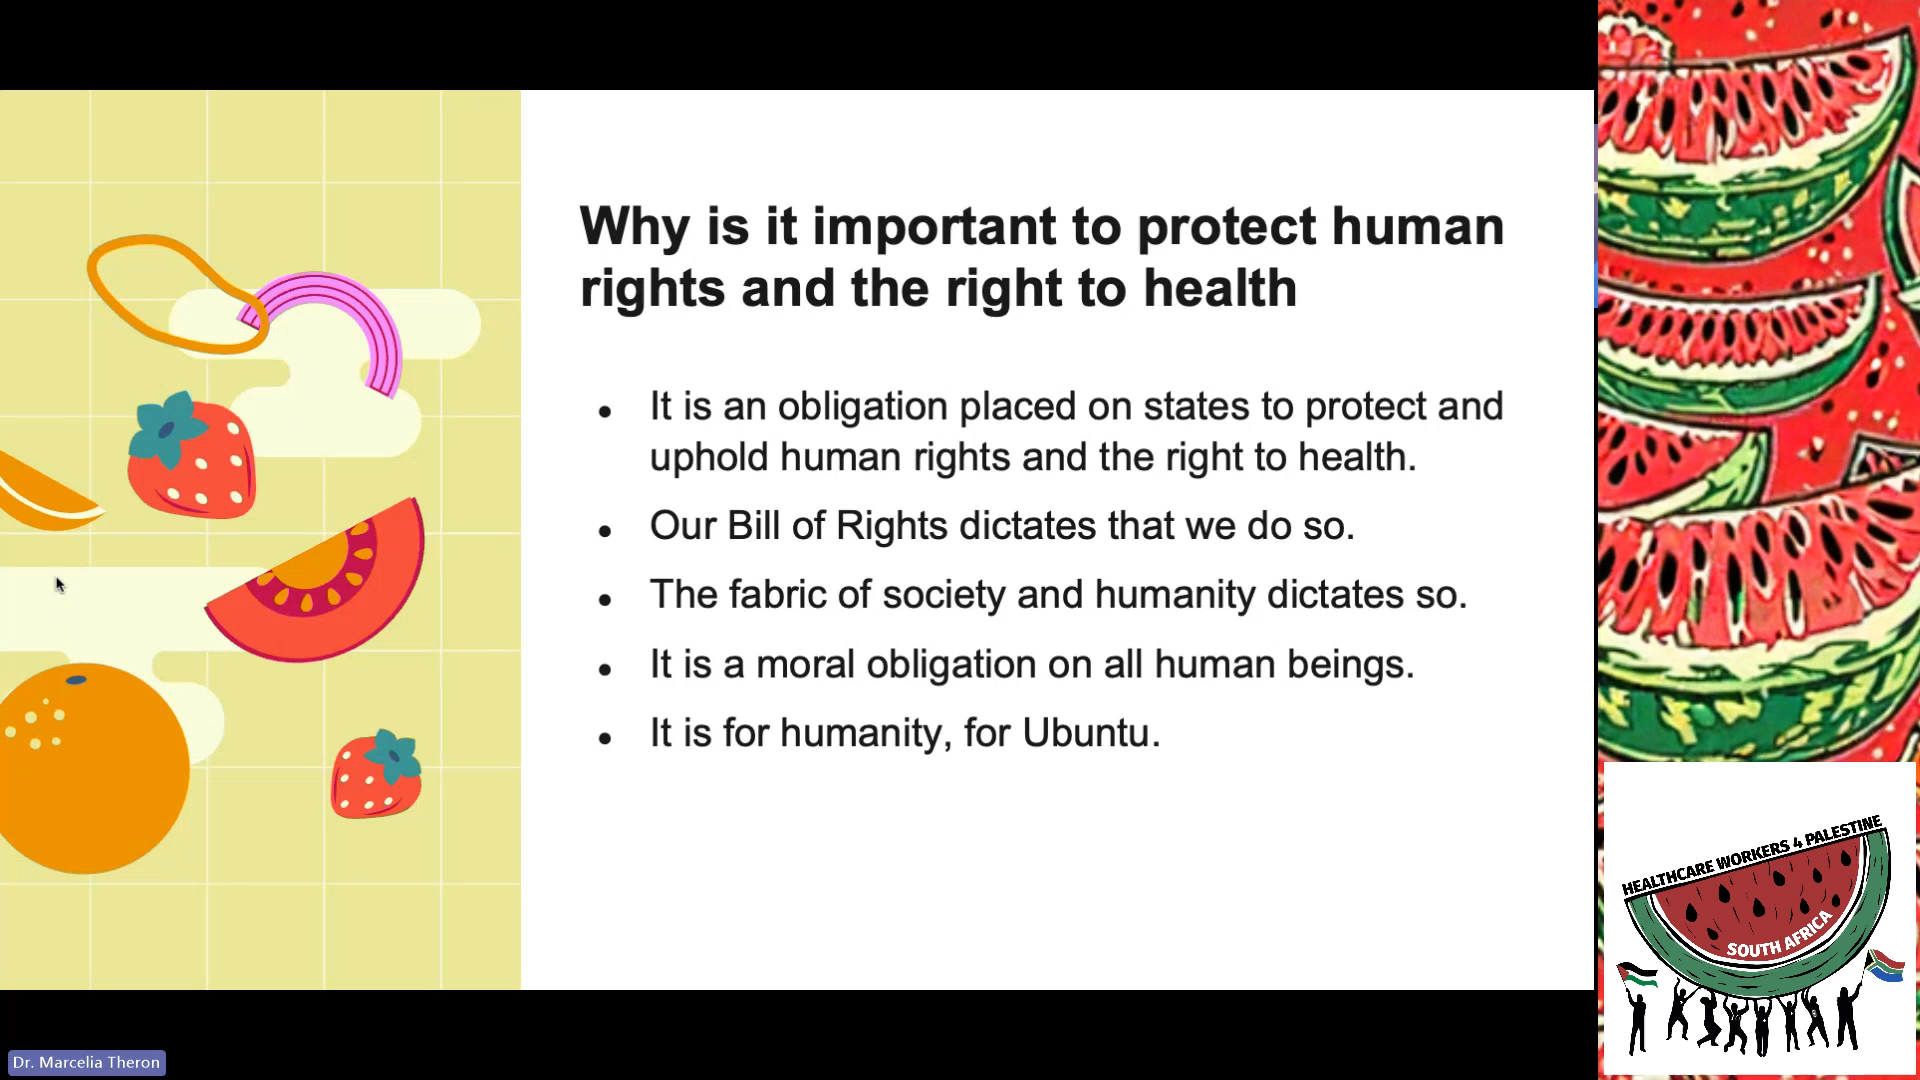 Why is it important to protect human
rights and the right to health
• It is an obligation placed on states to protect and
uphold human rights and the right to health.
• Our Bill of Rights dictates that we do so.
• The fabric of society and humanity dictates so.
• It is a moral obligation on all human beings.
• It is for humanity, for Ubuntu.
HEALTHCARE WORKERS 4 PALESTINE
SOUTH AFRICA
Dr. Marcelia Theron